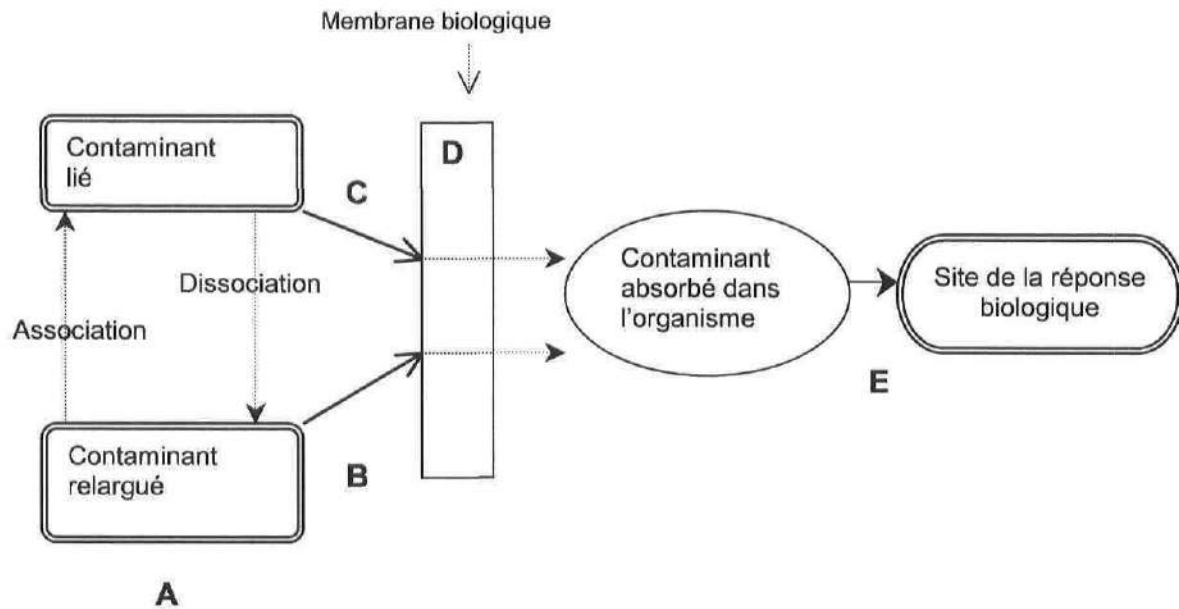 Membrane biologique
Contaminant
lié
C
D
Dissociation
Association
Contaminant
absorbé dans
l'organisme
Site de la réponse
biologique
E
Contaminant
relargué
B
A